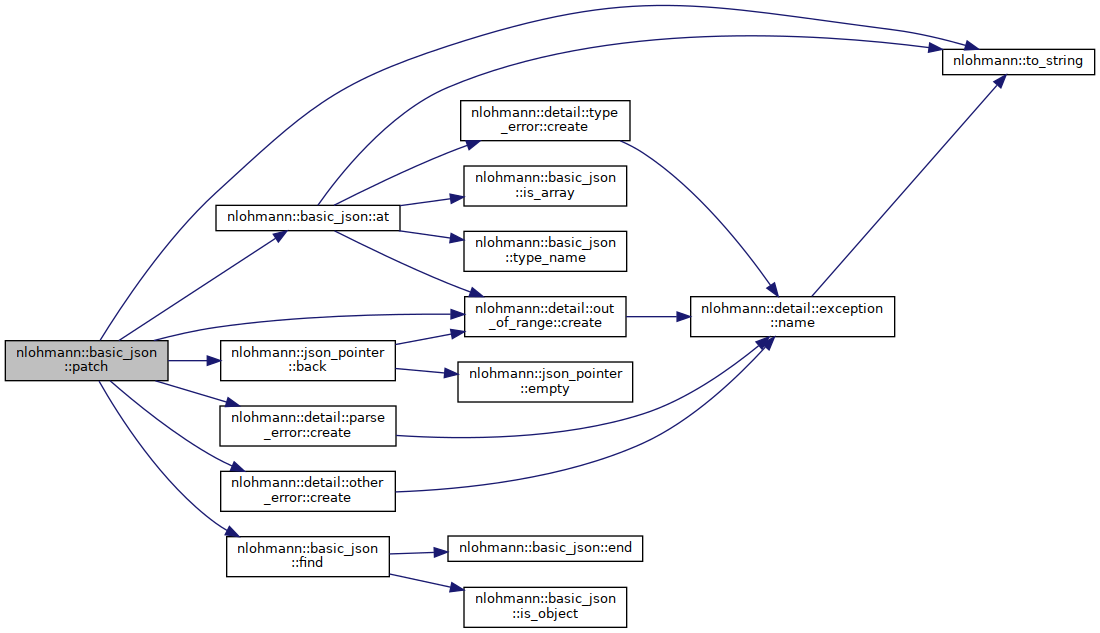 nlohmann::to_string
nlohmann::detail::type
_error::create
nlohmann::basic_json
::is_array
nlohmann::basic_json::at
nlohmann::basic_json
::type_name
nlohmann::detail::out
_of_range::create
nlohmann::detail::exception
::name
nlohmann::basic_json
::patch
nlohmann::json_pointer
::back
nlohmann::json_pointer
::empty
nlohmann::detail::parse
_error::create
nlohmann::detail::other
_error::create
nlohmann::basic_json
::find
nlohmann::basic_json::end
nlohmann::basic_json
::is_object